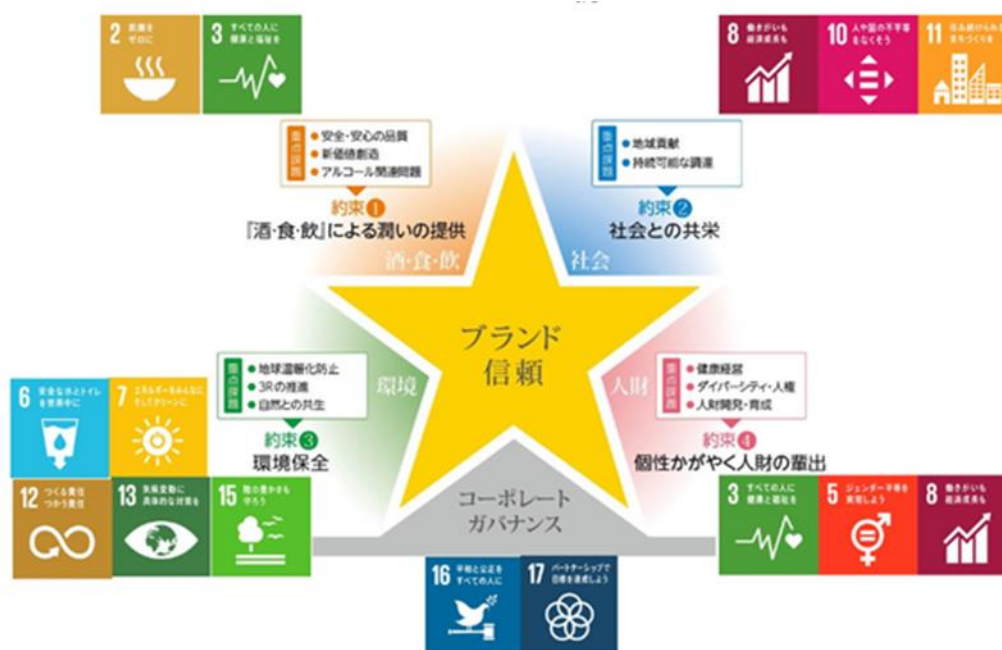 2 飢餓を
ゼロに
3 すべての人に
健康と福祉を
8 働きがいも
経済成長も
10 人や国の不平等
をなくそう
11 住み続けられる
まちづくりを
重点課題
● 安全・安心の品質
● 新価値創造
● アルコール関連問題
約束❶
『酒・食・飲』による潤いの提供
酒・食・飲
重点課題
● 地域貢献
● 持続可能な調達
約束❷
社会との共栄
社会
ブランド
信頼
重点課題
● 地球温暖化防止
● 3Rの推進
● 自然との共生
約束❸
環境保全
環境
重点課題
● 健康経営
● ダイバーシティ・人権
● 人財開発・育成
約束❹
個性かがやく人財の輩出
人財
コーポレート
ガバナンス
6 安全な水とトイレ
を世界中に
7 エネルギーをみんなに
そしてクリーンに
12 つくる責任
つかう責任
13 気候変動に
具体的な対策を
15 陸の豊かさも
守ろう
3 すべての人に
健康と福祉を
5 ジェンダー平等を
実現しよう
8 働きがいも
経済成長も
16 平和と公正を
すべての人に
17 パートナーシップで
目標を達成しよう